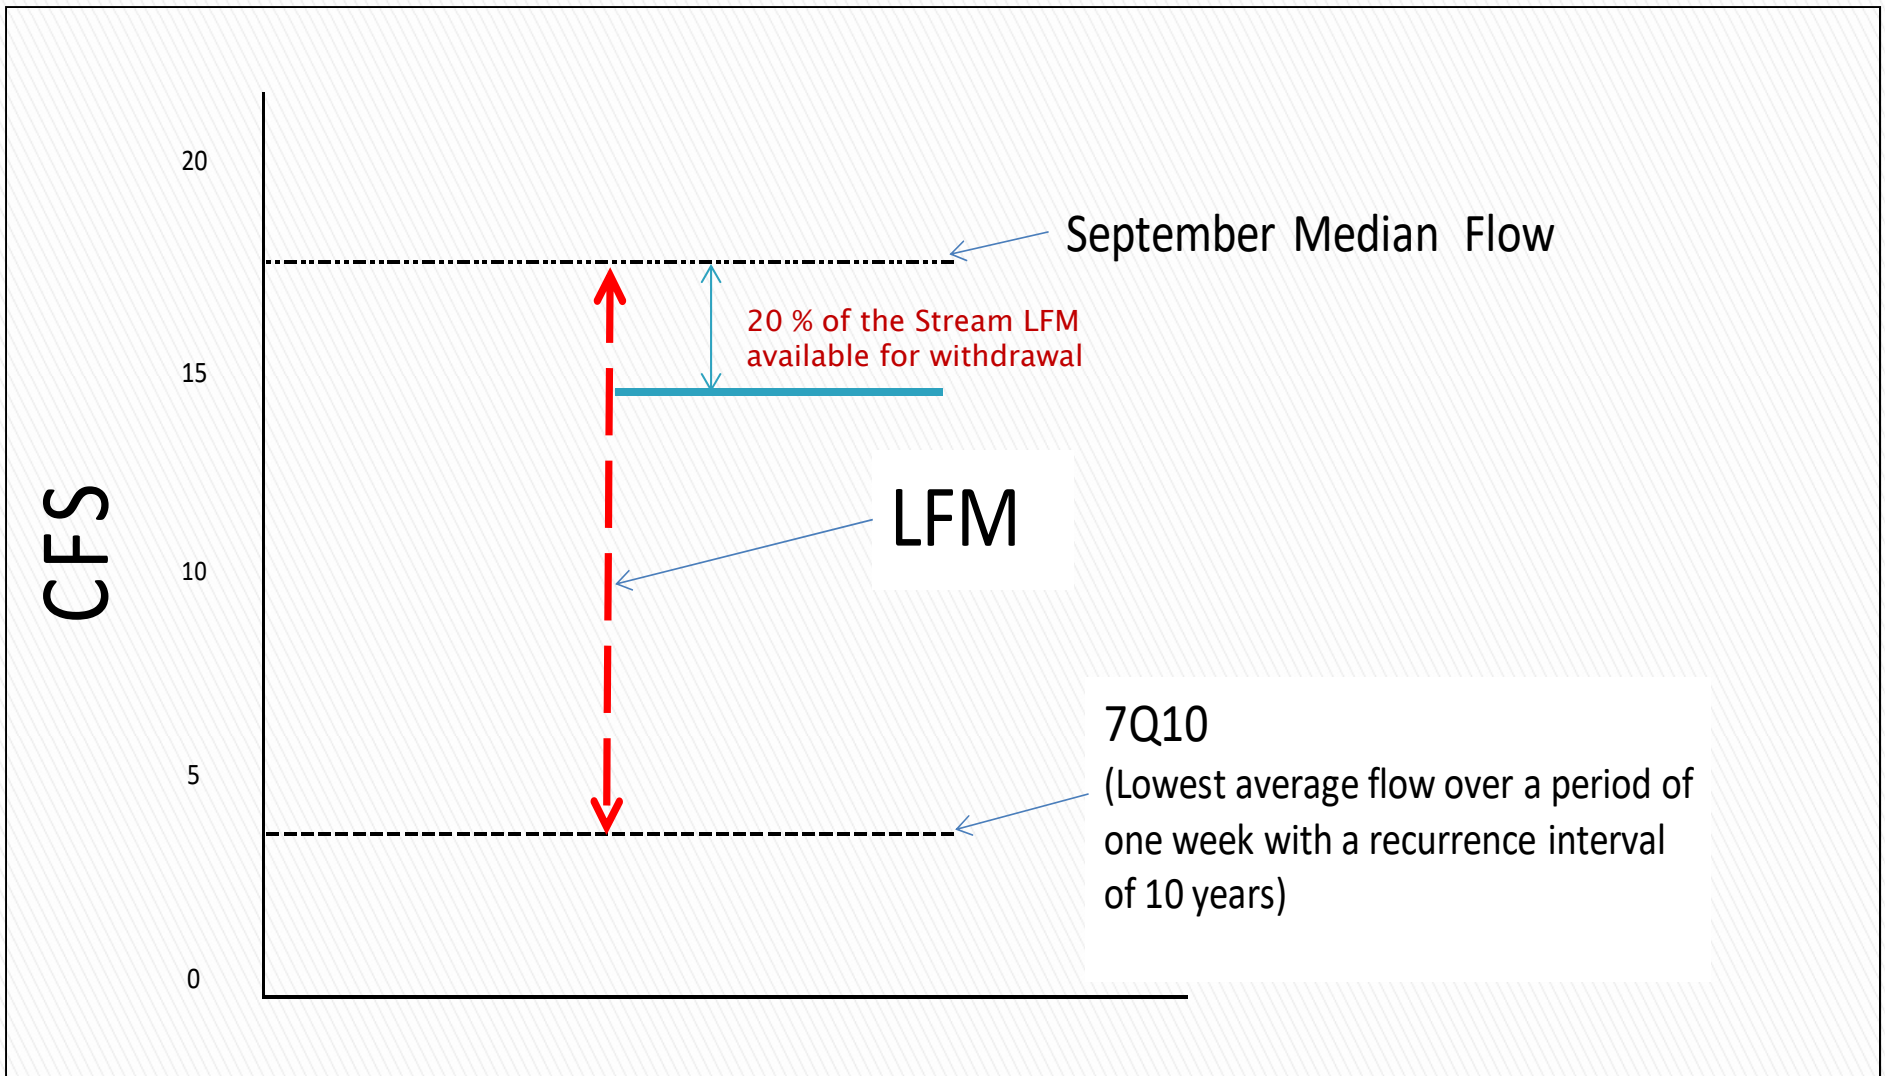 20
September Median Flow
20 % of the Stream LFM
available for withdrawal
15
CFS
LFM
10
7Q10
(Lowest average flow over a period of
one week with a recurrence interval
of 10 years)
5
0